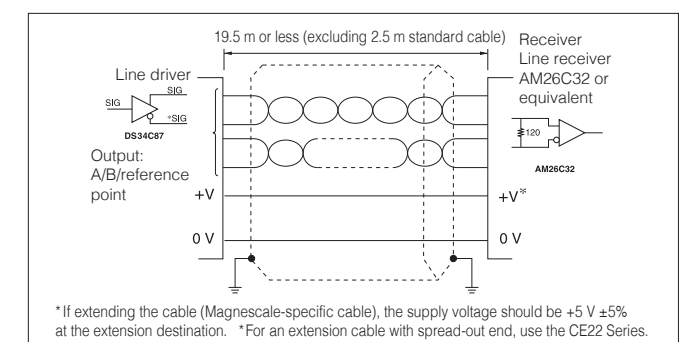 19.5 m or less (excluding 2.5 m standard cable)
Receiver
Line receiver
AM26C32 or
equivalent
Line driver
SIG
SIG
*SIG
DS34C87
120
AM26C32
Output:
A/B/reference
point
+V
+V*
0 V
0 V
*If extending the cable (Magnescale-specific cable), the supply voltage should be +5 V ±5%
at the extension destination. *For an extension cable with spread-out end, use the CE22 Series.